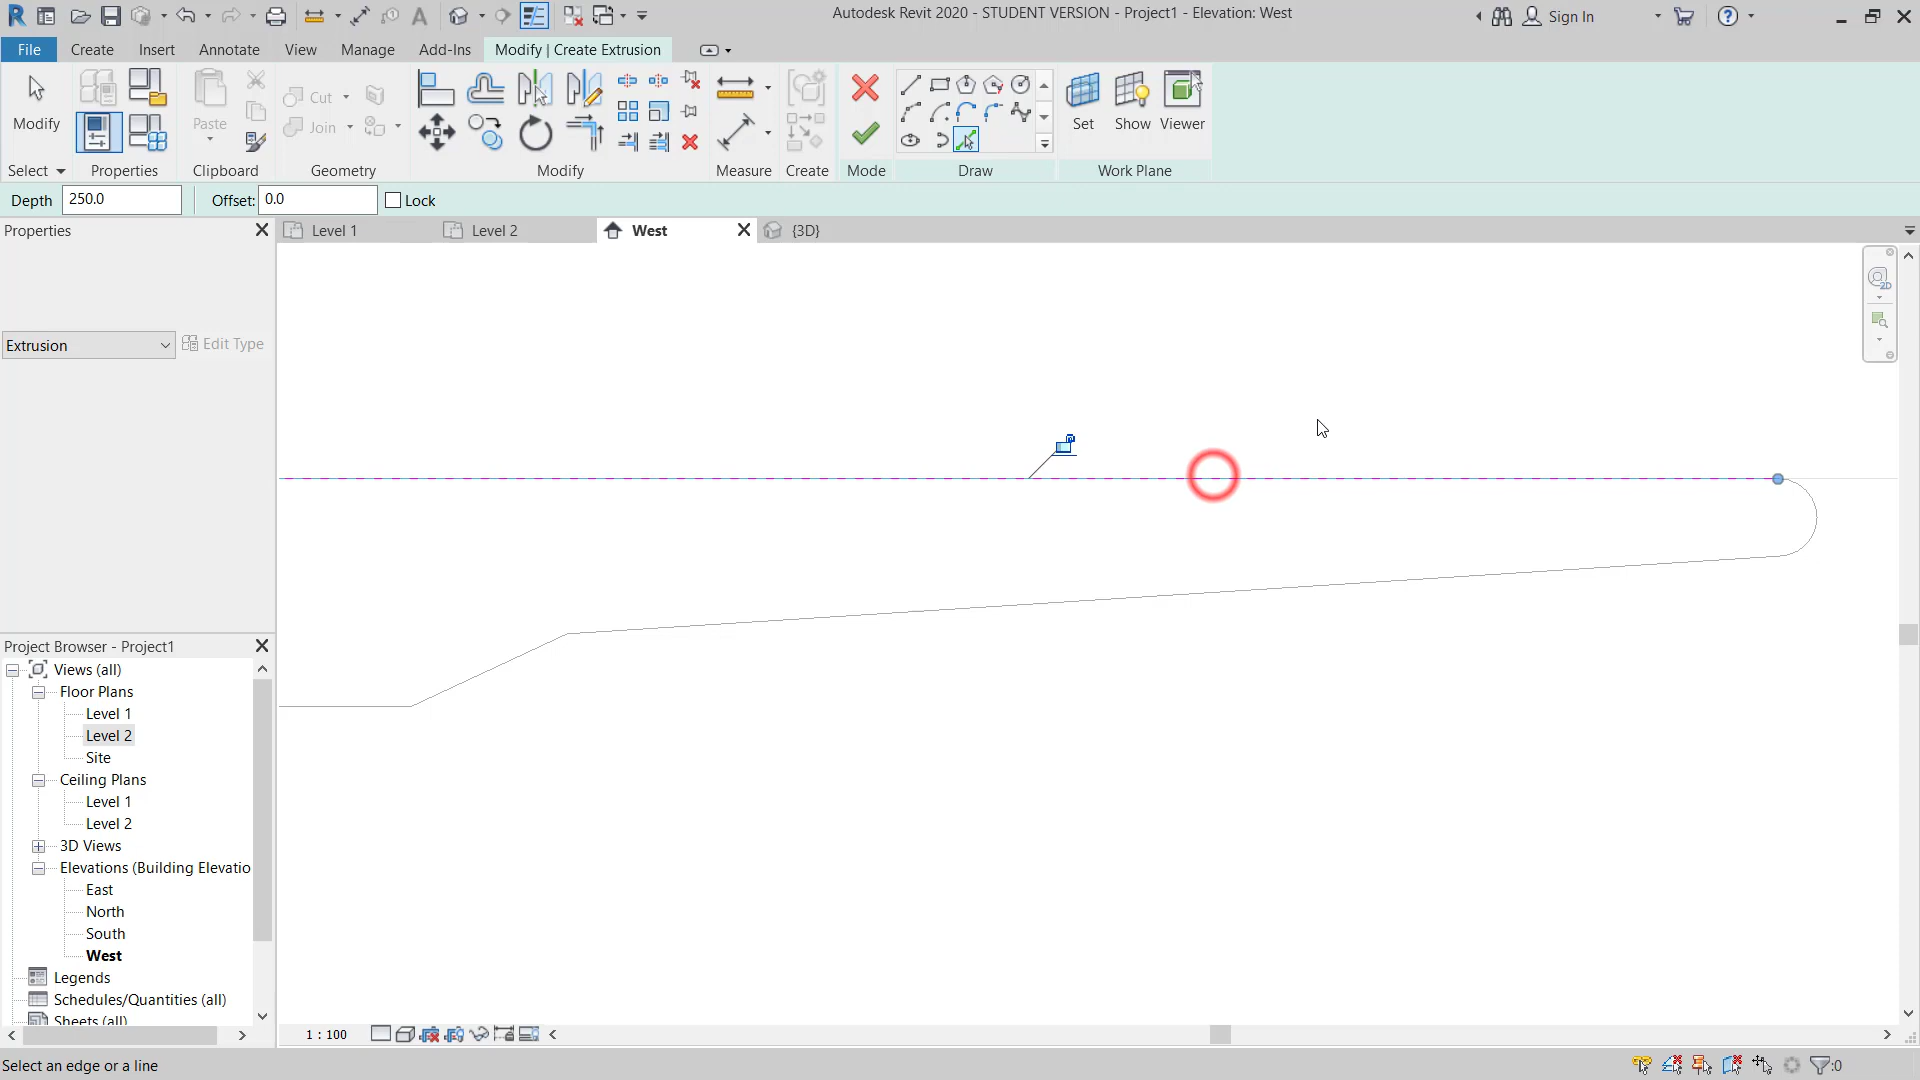 Autodesk Revit 2020 - STUDENT VERSION - Project1 - Elevation: West
Sign In
File
Create
Insert
Annotate
View
Manage
Add-Ins
Modify | Create Extrusion
Modify
Paste
Cut
Join
Set
Show
Viewer
Select
Properties
Clipboard
Geometry
Modify
Measure
Create
Mode
Draw
Work Plane
Depth
250.0
Offset:
0.0
Lock
Properties
Level 1
Level 2
West
{3D}
2D
Extrusion
Edit Type
Project Browser - Project1
Views (all)
Floor Plans
Level 1
Level 2
Site
Ceiling Plans
Level 1
Level 2
3D Views
Elevations (Building Elevatio
East
North
South
West
Legends
Schedules/Quantities (all)
Sheets (all)
1 : 100
Select an edge or a line
:0